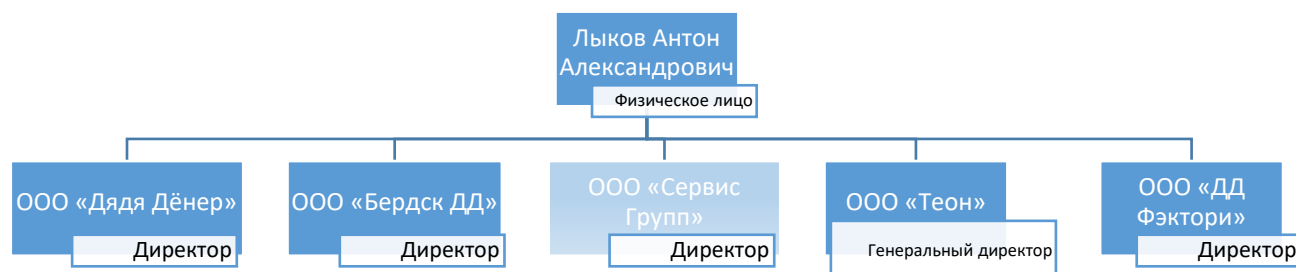 Лыков Антон
Александрович
Физическое лицо
ООО «Дядя Дёнер»
Директор
ООО «Бердск ДД»
Директор
ООО «Сервис
Групп»
Директор
ООО «Теон»
Генеральный директор
ООО «ДД
Фэктори»
Директор